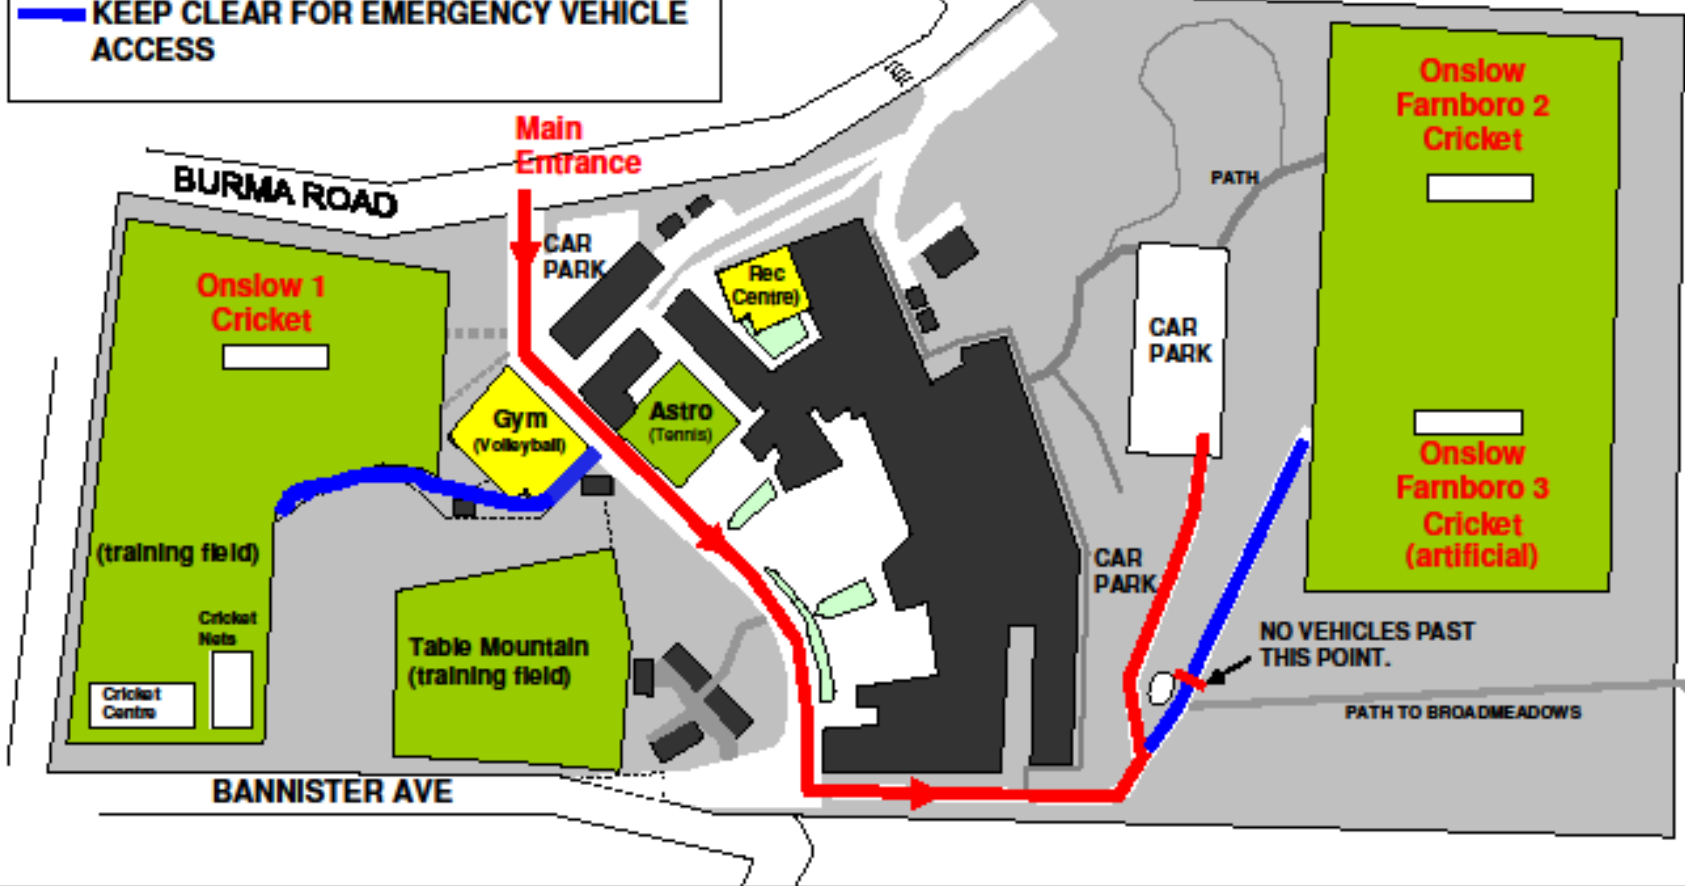 KEEP CLEAR FOR EMERGENCY VEHICLE
ACCESS
Main
Entrance
BURMA ROAD
CAR
PARK
Onslow 1
Cricket
Rec
Centre)
Gym
(Volleyball)
Astro
(Tennis)
(training field)
Cricket
Nets
Cricket
Centre
Table Mountain
(training field)
BANNISTER AVE
PATH
CAR
PARK
CAR
PARK
Onslow
Farnboro 2
Cricket
Onslow
Farnboro 3
Cricket
(artificial)
NO VEHICLES PAST
THIS POINT.
PATH TO BROADMEADOWS